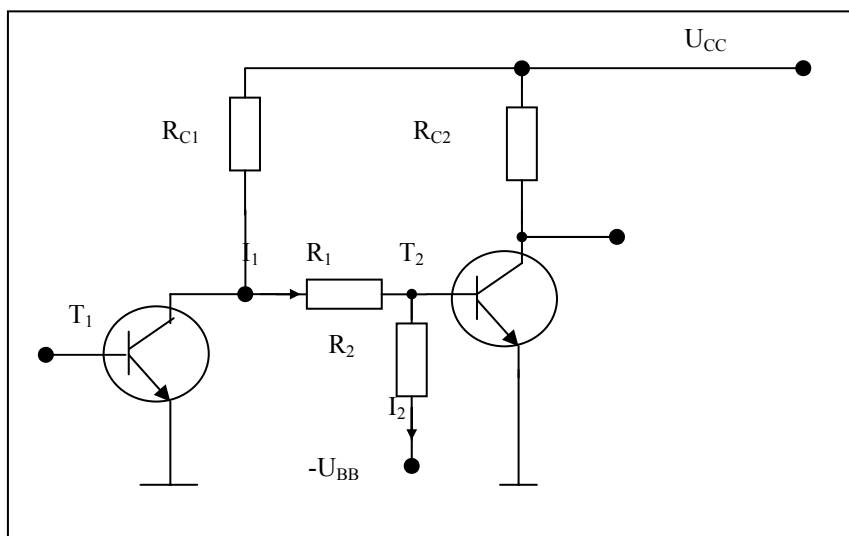 U_CC
R_C1
R_C2
I_1
R_1
T_2
T_1
R_2
I_2
-U_BB